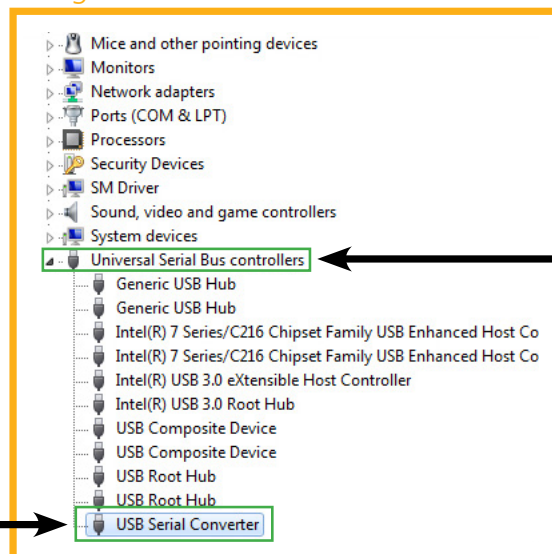 Mice and other pointing devices
Monitors
Network adapters
Ports (COM & LPT)
Processors
Security Devices
SM Driver
Sound, video and game controllers
System devices
Universal Serial Bus controllers
Generic USB Hub
Generic USB Hub
Intel(R) 7 Series/C216 Chipset Family USB Enhanced Host Co
Intel(R) 7 Series/C216 Chipset Family USB Enhanced Host Co
Intel(R) USB 3.0 eXtensible Host Controller
Intel(R) USB 3.0 Root Hub
USB Composite Device
USB Composite Device
USB Root Hub
USB Root Hub
USB Serial Converter